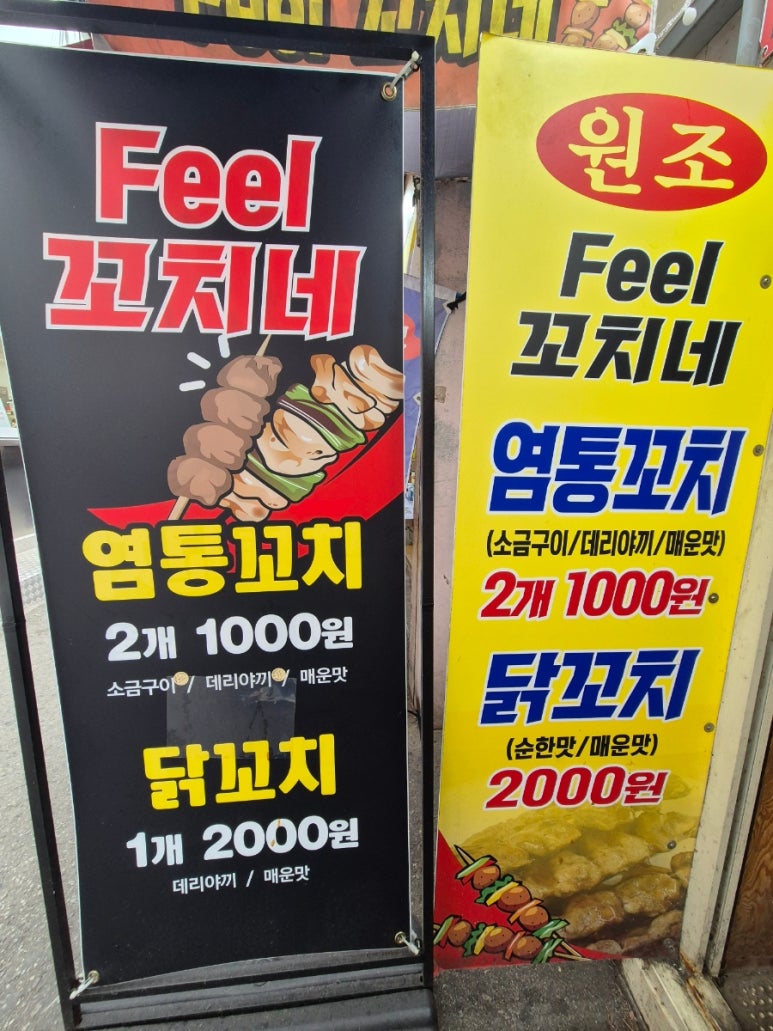 Feel 꼬치네
Feel
꼬치네
염통꼬치
2개 1000원
소금구이 / 데리야끼 / 매운맛
닭꼬치
1개 2000원
데리야끼 / 매운맛
원조
Feel
꼬치네
염통꼬치
(소금구이/데리야끼/매운맛)
2개 1000원
닭꼬치
(순한맛/매운맛)
2000원